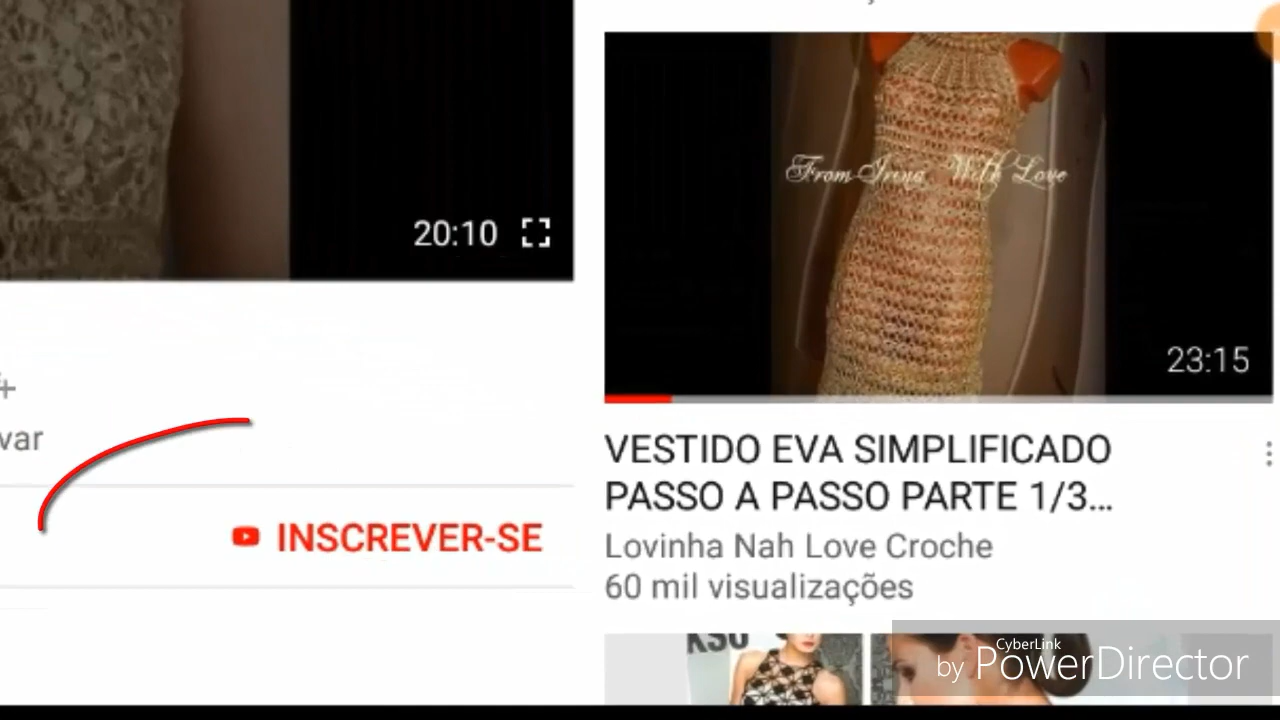 From Irina With Love
20:10
23:15
var
INSCREVER-SE
VESTIDO EVA SIMPLIFICADO
PASSO A PASSO PARTE 1/3...
Lovinha Nah Love Croche
60 mil visualizações
CyberLink
by PowerDirector